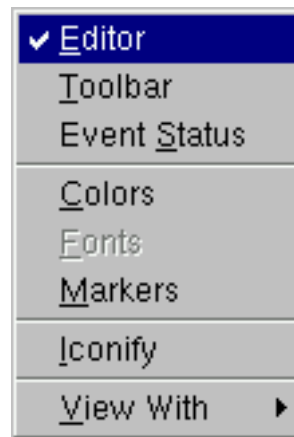 Editor
Toolbar
Event Status
Colors
Fonts
Markers
Iconify
View With